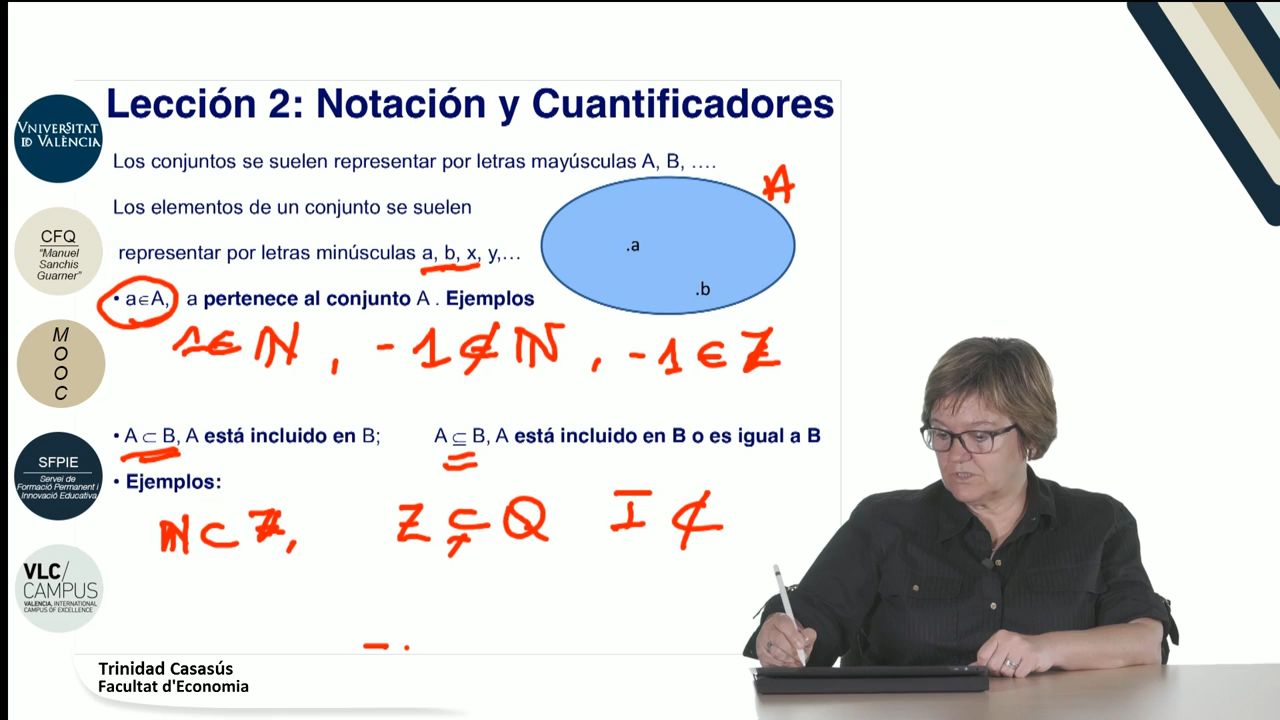 Lección 2: Notación y Cuantificadores
VNIVERSITAT
ID VALÈNCIA
Los conjuntos se suelen representar por letras mayúsculas A, B, ….
A
Los elementos de un conjunto se suelen
representar por letras minúsculas a, b, x, y,…
.a
.b
CFQ
"Manuel
Sanchis
Guarner"
• a∈A, a pertenece al conjunto A . Ejemplos
1∈ℕ, -1∉ℕ, -1∈ℤ
M
O
O
C
• A ⊂ B, A está incluido en B; A ⊆ B, A está incluido en B o es igual a B
SFPIE
Servei de
Formació Permanent i
Innovació Educativa
• Ejemplos:
ℕ⊂ℤ, ℤ⊊ℚ I⊄
VLC/
CAMPUS
VALENCIA, INTERNATIONAL
CAMPUS OF EXCELLENCE
Trinidad Casasús
Facultat d'Economia